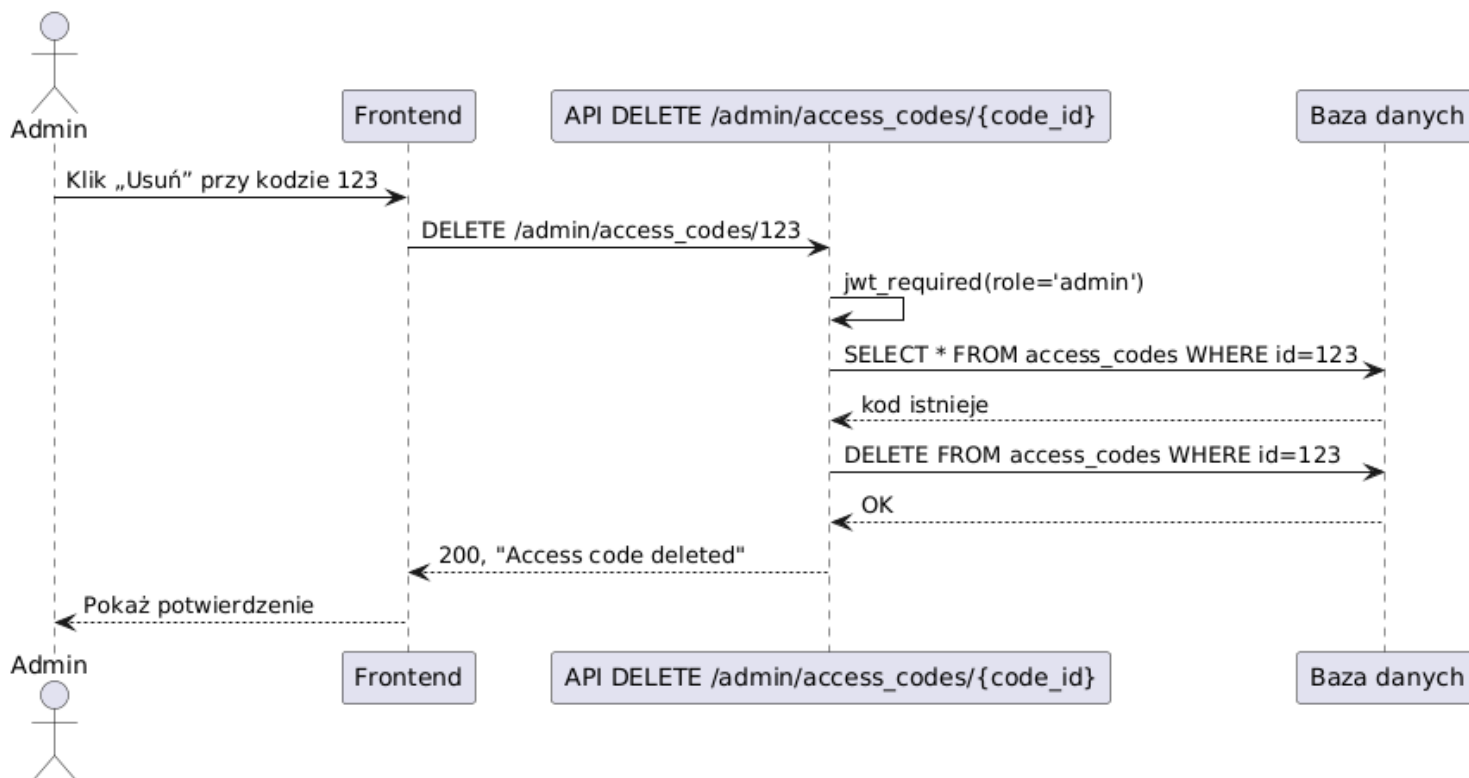 Admin
Frontend
API DELETE /admin/access_codes/{code_id}
Baza danych
Klik „Usuń” przy kodzie 123
DELETE /admin/access_codes/123
jwt_required(role='admin')
SELECT * FROM access_codes WHERE id=123
kod istnieje
DELETE FROM access_codes WHERE id=123
OK
200, "Access code deleted"
Pokaż potwierdzenie
Admin
Frontend
API DELETE /admin/access_codes/{code_id}
Baza danych